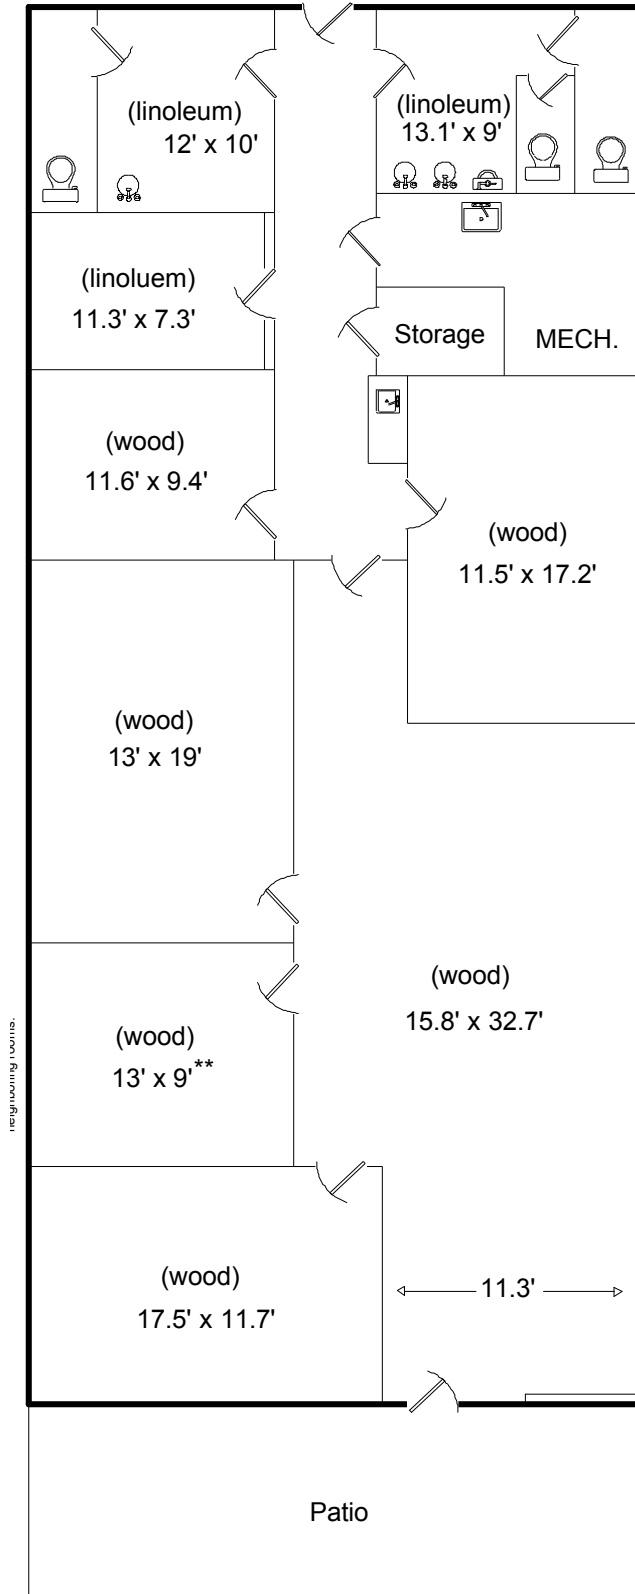 (linoleum)
12' x 10'
(linoleum)
13.1' x 9'
(linoluem)
11.3' x 7.3'
Storage
MECH.
(wood)
11.6' x 9.4'
(wood)
11.5' x 17.2'
(wood)
13' x 19'
(wood)
15.8' x 32.7'
(wood)
13' x 9'**
neighboring rooms.
(wood)
17.5' x 11.7'
11.3'
Patio